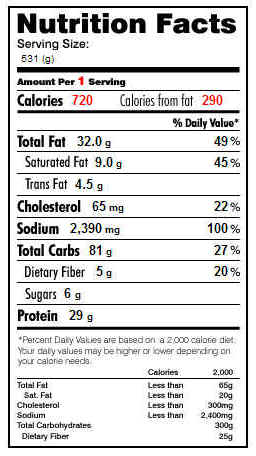 Nutrition Facts
Serving Size:
531 (g)
Amount Per 1 Serving
Calories 720 Calories from fat 290
% Daily Value*
Total Fat 32.0 g 49%
Saturated Fat 9.0 g 45%
Trans Fat 4.5 g
Cholesterol 65 mg 22%
Sodium 2,390 mg 100%
Total Carbs 81 g 27%
Dietary Fiber 5 g 20%
Sugars 6 g
Protein 29 g
*Percent Daily Values are based on a 2,000 calorie diet.
Your daily values may be higher or lower depending on
your calorie needs.
Calories 2,000
Total Fat Less than 65g
Sat. Fat Less than 20g
Cholesterol Less than 300mg
Sodium Less than 2,400mg
Total Carbohydrates 300g
Dietary Fiber 25g